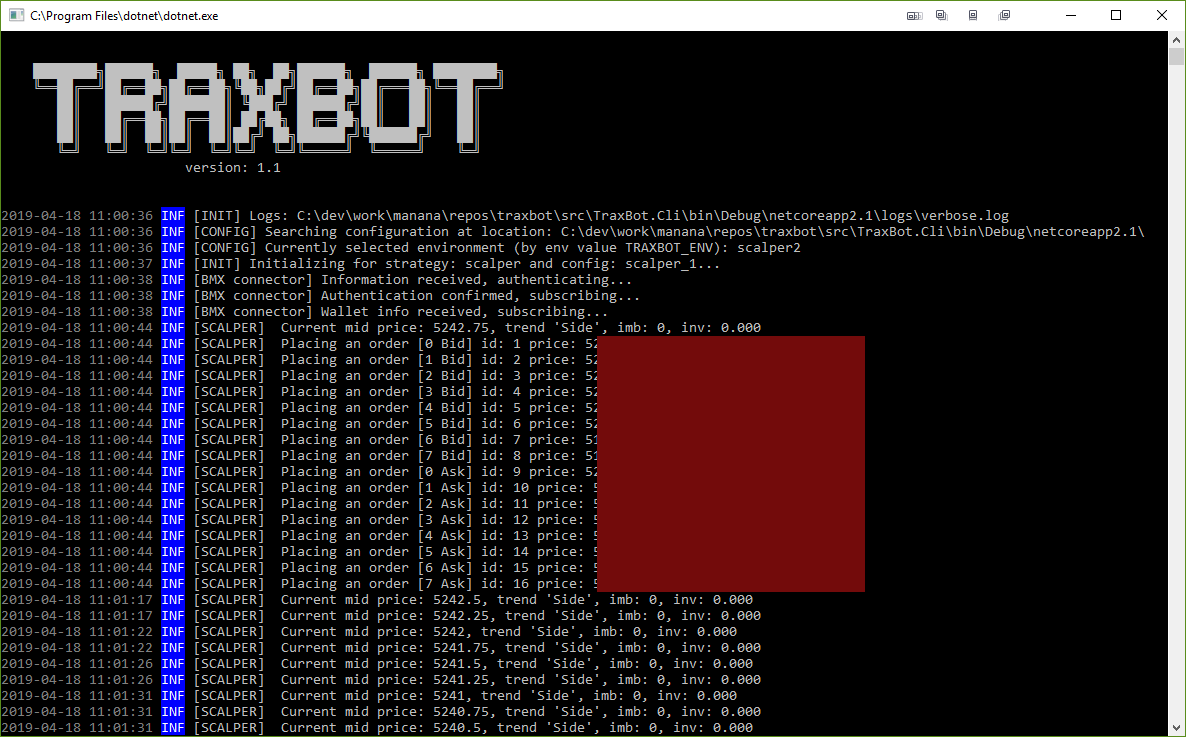 C:\Program Files\dotnet\dotnet.exe
TRAXBOT
version: 1.1
2019-04-18 11:00:36 INF [INIT] Logs: C:\dev\work\manana\repos\traxbot\src\TraxBot.Cli\bin\Debug\netcoreapp2.1\logs\verbose.log
2019-04-18 11:00:36 INF [CONFIG] Searching configuration at location: C:\dev\work\manana\repos\traxbot\src\TraxBot.Cli\bin\Debug\netcoreapp2.1\
2019-04-18 11:00:36 INF [CONFIG] Currently selected environment (by env value TRAXBOT_ENV): scalper2
2019-04-18 11:00:37 INF [INIT] Initializing for strategy: scalper and config: scalper_1...
2019-04-18 11:00:38 INF [BMX connector] Information received, authenticating...
2019-04-18 11:00:38 INF [BMX connector] Authentication confirmed, subscribing...
2019-04-18 11:00:38 INF [BMX connector] Wallet info received, subscribing...
2019-04-18 11:00:44 INF [SCALPER]  Current mid price: 5242.75, trend 'Side', imb: 0, inv: 0.000
2019-04-18 11:00:44 INF [SCALPER]  Placing an order [0 Bid] id: 1 price: 52
2019-04-18 11:00:44 INF [SCALPER]  Placing an order [1 Bid] id: 2 price: 52
2019-04-18 11:00:44 INF [SCALPER]  Placing an order [2 Bid] id: 3 price: 52
2019-04-18 11:00:44 INF [SCALPER]  Placing an order [3 Bid] id: 4 price: 52
2019-04-18 11:00:44 INF [SCALPER]  Placing an order [4 Bid] id: 5 price: 52
2019-04-18 11:00:44 INF [SCALPER]  Placing an order [5 Bid] id: 6 price: 52
2019-04-18 11:00:44 INF [SCALPER]  Placing an order [6 Bid] id: 7 price: 51
2019-04-18 11:00:44 INF [SCALPER]  Placing an order [7 Bid] id: 8 price: 51
2019-04-18 11:00:44 INF [SCALPER]  Placing an order [0 Ask] id: 9 price: 52
2019-04-18 11:00:44 INF [SCALPER]  Placing an order [1 Ask] id: 10 price: 5
2019-04-18 11:00:44 INF [SCALPER]  Placing an order [2 Ask] id: 11 price: 5
2019-04-18 11:00:44 INF [SCALPER]  Placing an order [3 Ask] id: 12 price: 5
2019-04-18 11:00:44 INF [SCALPER]  Placing an order [4 Ask] id: 13 price: 5
2019-04-18 11:00:44 INF [SCALPER]  Placing an order [5 Ask] id: 14 price: 5
2019-04-18 11:00:44 INF [SCALPER]  Placing an order [6 Ask] id: 15 price: 5
2019-04-18 11:00:44 INF [SCALPER]  Placing an order [7 Ask] id: 16 price: 5
2019-04-18 11:01:17 INF [SCALPER]  Current mid price: 5242.5, trend 'Side', imb: 0, inv: 0.000
2019-04-18 11:01:17 INF [SCALPER]  Current mid price: 5242.25, trend 'Side', imb: 0, inv: 0.000
2019-04-18 11:01:22 INF [SCALPER]  Current mid price: 5242, trend 'Side', imb: 0, inv: 0.000
2019-04-18 11:01:22 INF [SCALPER]  Current mid price: 5241.75, trend 'Side', imb: 0, inv: 0.000
2019-04-18 11:01:26 INF [SCALPER]  Current mid price: 5241.5, trend 'Side', imb: 0, inv: 0.000
2019-04-18 11:01:26 INF [SCALPER]  Current mid price: 5241.25, trend 'Side', imb: 0, inv: 0.000
2019-04-18 11:01:31 INF [SCALPER]  Current mid price: 5241, trend 'Side', imb: 0, inv: 0.000
2019-04-18 11:01:31 INF [SCALPER]  Current mid price: 5240.75, trend 'Side', imb: 0, inv: 0.000
2019-04-18 11:01:31 INF [SCALPER]  Current mid price: 5240.5, trend 'Side', imb: 0, inv: 0.000